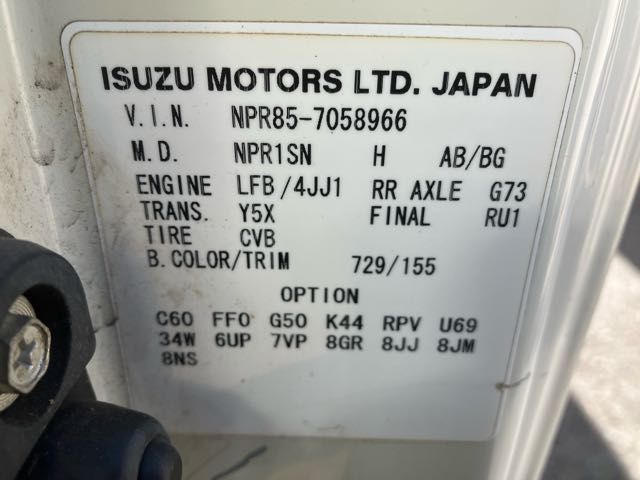 ISUZU MOTORS LTD. JAPAN
V.I.N. NPR85-7058966
M.D. NPR1SN H AB/BG
ENGINE LFB/4JJ1 RR AXLE G73
TRANS. Y5X FINAL RU1
TIRE CVB
B.COLOR/TRIM 729/155
OPTION
C60 FF0 G50 K44 RPV U69
34W 6UP 7VP 8GR 8JJ 8JM
8NS